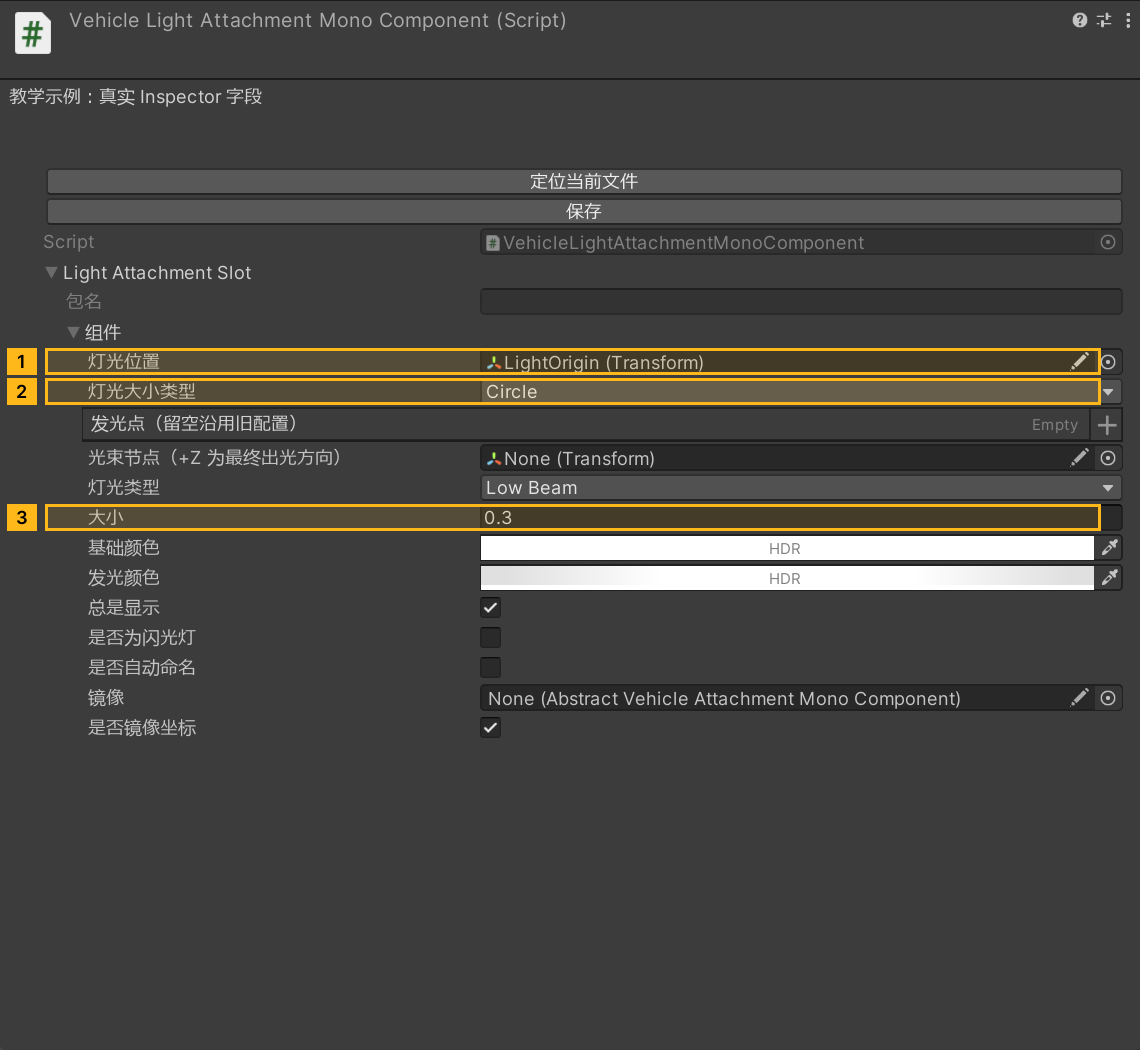 Vehicle Light Attachment Mono Component (Script)
教学示例：真实 Inspector 字段
定位当前文件
保存
Script
VehicleLightAttachmentMonoComponent
Light Attachment Slot
包名
组件
1 灯光位置 LightOrigin (Transform)
2 灯光大小类型 Circle
发光点（留空沿用旧配置） Empty
光束节点（+Z 为最终出光方向） None (Transform)
灯光类型 Low Beam
3 大小 0.3
基础颜色 HDR
发光颜色 HDR
总是显示
是否为闪光灯
是否自动命名
镜像 None (Abstract Vehicle Attachment Mono Component)
是否镜像坐标